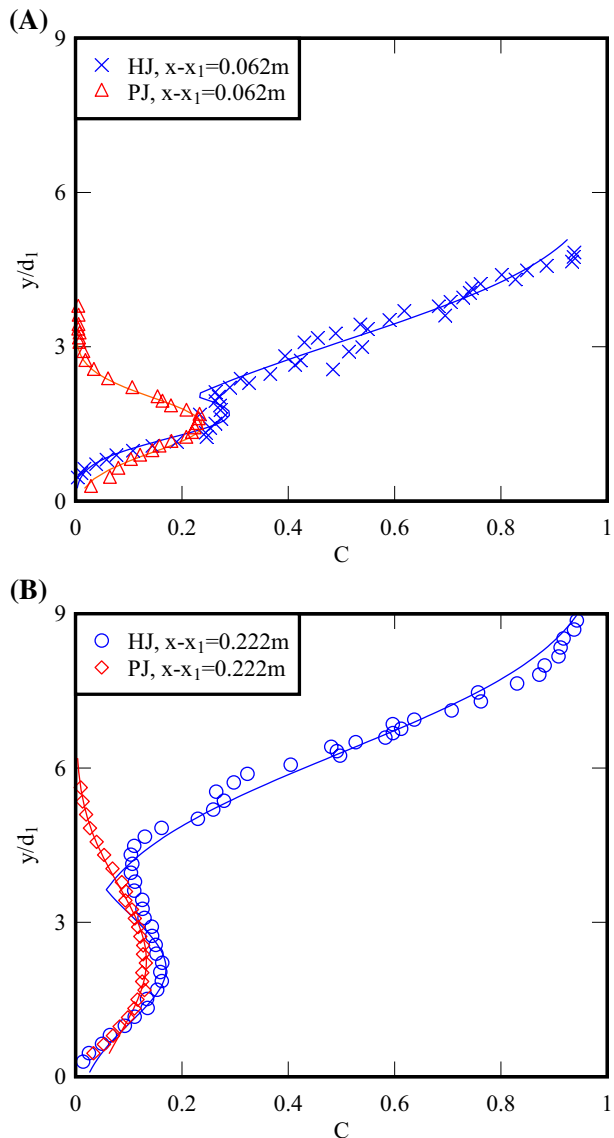 (A)
9
HJ, x-x₁=0.062m
PJ, x-x₁=0.062m
6
y/d₁
3
0
0 0.2 0.4 0.6 0.8 1
C
(B)
9
HJ, x-x₁=0.222m
PJ, x-x₁=0.222m
6
y/d₁
3
0
0 0.2 0.4 0.6 0.8 1
C